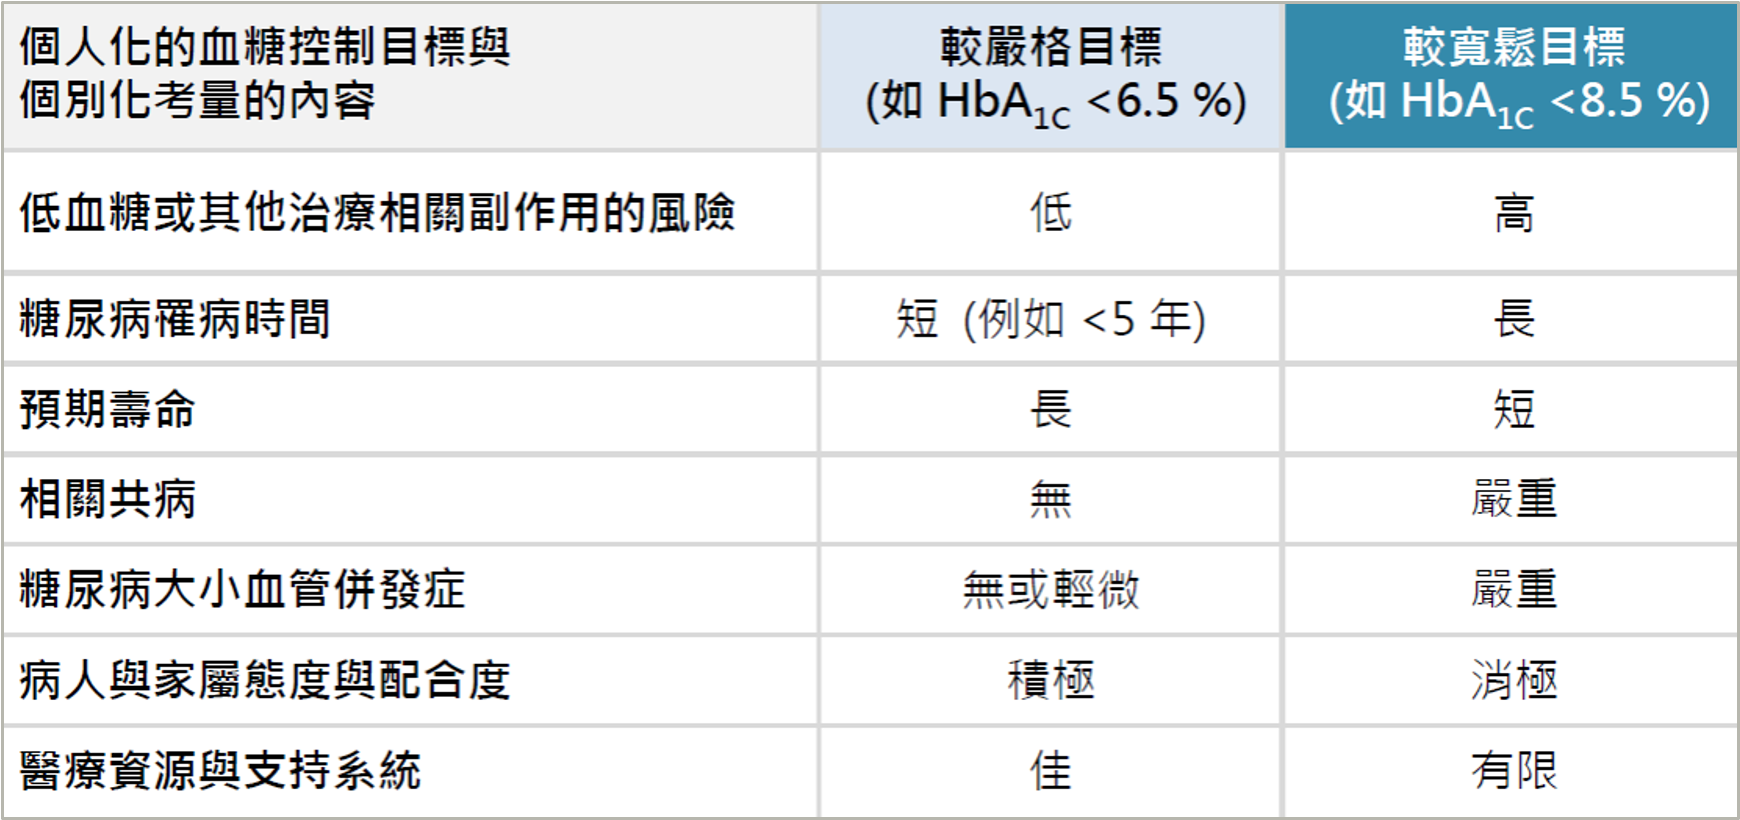 個人化的血糖控制目標與
個別化考量的內容
較嚴格目標
(如 HbA1C <6.5 %)
較寬鬆目標
(如 HbA1C <8.5 %)
低血糖或其他治療相關副作用的風險
低
高
糖尿病罹病時間
短 (例如 <5 年)
長
預期壽命
長
短
相關共病
無
嚴重
糖尿病大小血管併發症
無或輕微
嚴重
病人與家屬態度與配合度
積極
消極
醫療資源與支持系統
佳
有限